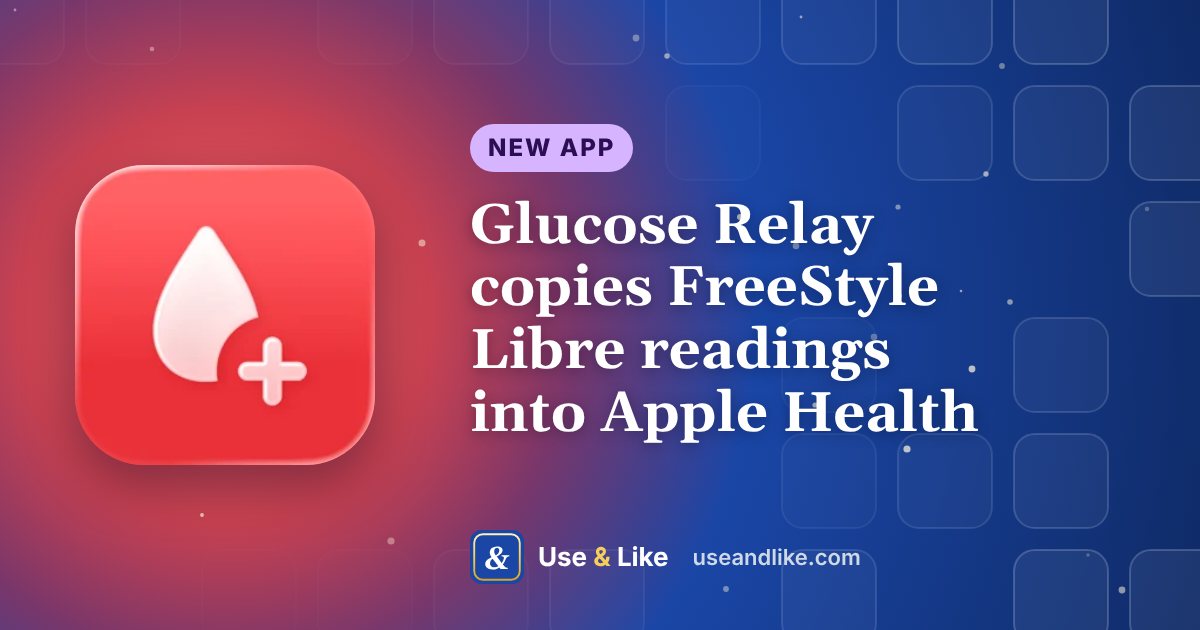 NEW APP
Glucose Relay
copies FreeStyle
Libre readings
into Apple Health
& Use & Like useandlike.com